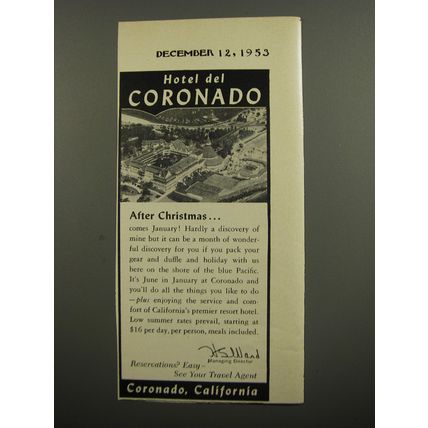 DECEMBER 12, 1953
Hotel del
CORONADO
After Christmas...
comes January! Hardly a discovery of
mine but it can be a month of wonder-
ful discovery for you if you pack your
gear and duffle and holiday with us
here on the shore of the blue Pacific.
It's June in January at Coronado and
you'll do all the things you like to do
—plus enjoying the service and com-
fort of California's premier resort hotel.
Low summer rates prevail, starting at
$16 per day, per person, meals included.
Managing Director
Reservations? Easy—
See Your Travel Agent
Coronado, California